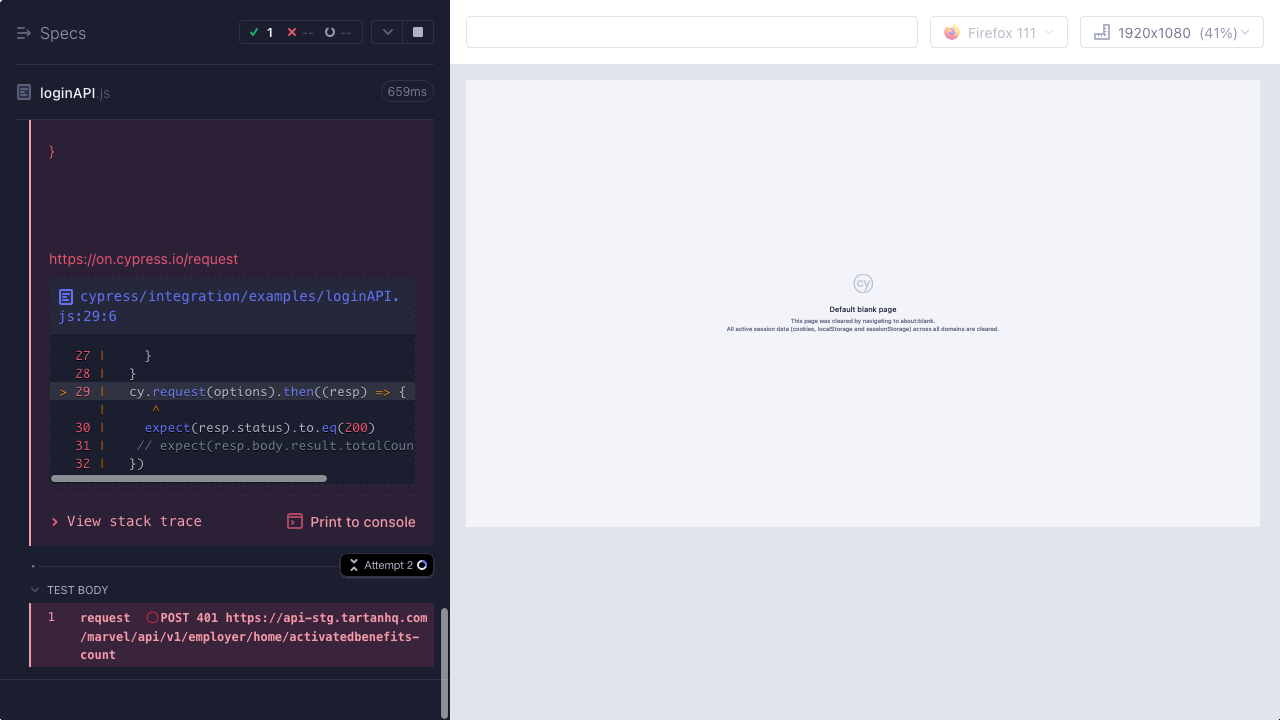 Specs
1 -- --
Firefox 111
1920x1080 (41%)
loginAPI.js
659ms
}
https://on.cypress.io/request
cypress/integration/examples/loginAPI.
js:29:6
27 | }
28 | }
> 29 | cy.request(options).then((resp) => {
| ^
30 | expect(resp.status).to.eq(200)
31 | // expect(resp.body.result.totalCoun
32 | })
View stack trace
Print to console
Attempt 2
TEST BODY
1 request POST 401 https://api-stg.tartanhq.com
/marvel/api/v1/employer/home/activatedbenefits-
count
cy
Default blank page
This page was cleared by navigating to about:blank.
All active session data (cookies, localStorage and sessionStorage) across all domains are cleared.